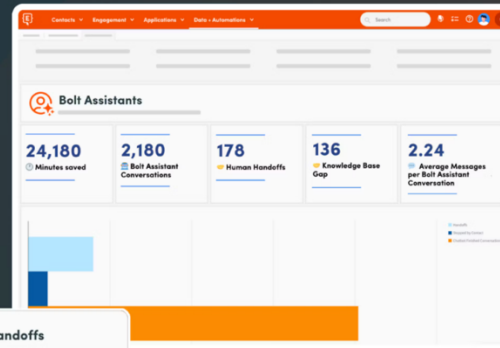 Contacts Engagement Applications Data + Automations Search
Bolt Assistants
24,180
Minutes saved
2,180
Bolt Assistant
Conversations
178
Human Handoffs
136
Knowledge Base
Gap
2.24
Average Messages
per Bolt Assistant
Conversation
Handoffs
andoffs